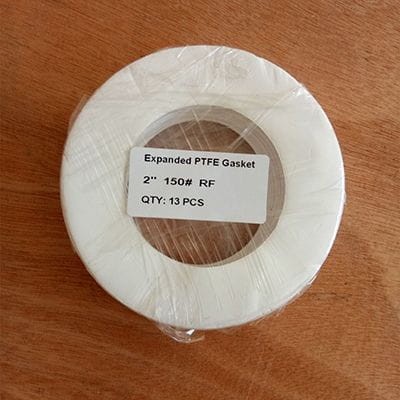 Expanded PTFE Gasket
2" 150# RF
QTY: 13 PCS